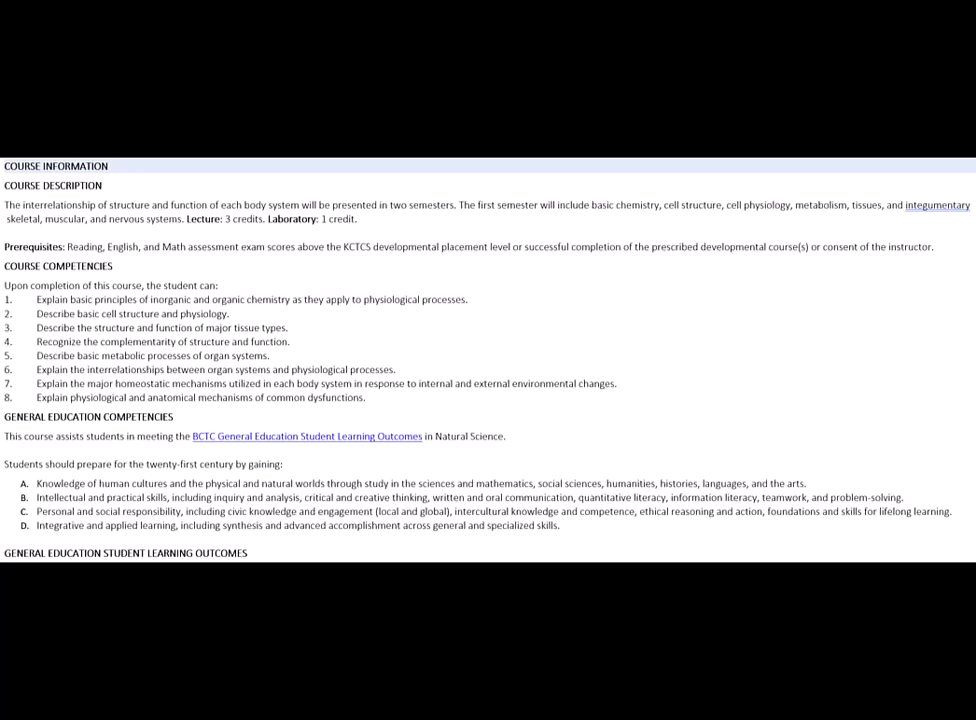 COURSE INFORMATION
COURSE DESCRIPTION
The interrelationship of structure and function of each body system will be presented in two semesters. The first semester will include basic chemistry, cell structure, cell physiology, metabolism, tissues, and integumentary
skeletal, muscular, and nervous systems. Lecture: 3 credits. Laboratory: 1 credit.
Prerequisites: Reading, English, and Math assessment exam scores above the KCTCS developmental placement level or successful completion of the prescribed developmental course(s) or consent of the instructor.
COURSE COMPETENCIES
Upon completion of this course, the student can:
1. Explain basic principles of inorganic and organic chemistry as they apply to physiological processes.
2. Describe basic cell structure and physiology.
3. Describe the structure and function of major tissue types.
4. Recognize the complementarity of structure and function.
5. Describe basic metabolic processes of organ systems.
6. Explain the interrelationships between organ systems and physiological processes.
7. Explain the major homeostatic mechanisms utilized in each body system in response to internal and external environmental changes.
8. Explain physiological and anatomical mechanisms of common dysfunctions.
GENERAL EDUCATION COMPETENCIES
This course assists students in meeting the BCTC General Education Student Learning Outcomes in Natural Science.
Students should prepare for the twenty-first century by gaining:
A. Knowledge of human cultures and the physical and natural worlds through study in the sciences and mathematics, social sciences, humanities, histories, languages, and the arts.
B. Intellectual and practical skills, including inquiry and analysis, critical and creative thinking, written and oral communication, quantitative literacy, information literacy, teamwork, and problem-solving.
C. Personal and social responsibility, including civic knowledge and engagement (local and global), intercultural knowledge and competence, ethical reasoning and action, foundations and skills for lifelong learning.
D. Integrative and applied learning, including synthesis and advanced accomplishment across general and specialized skills.
GENERAL EDUCATION STUDENT LEARNING OUTCOMES